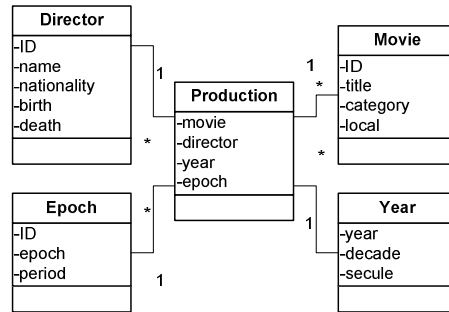 Director
-ID
-name
-nationality
-birth
-death
1
*
Movie
-ID
-title
-category
-local
1
*
Production
-movie
-director
-year
-epoch
*
*
1
1
Epoch
-ID
-epoch
-period
Year
-year
-decade
-secule